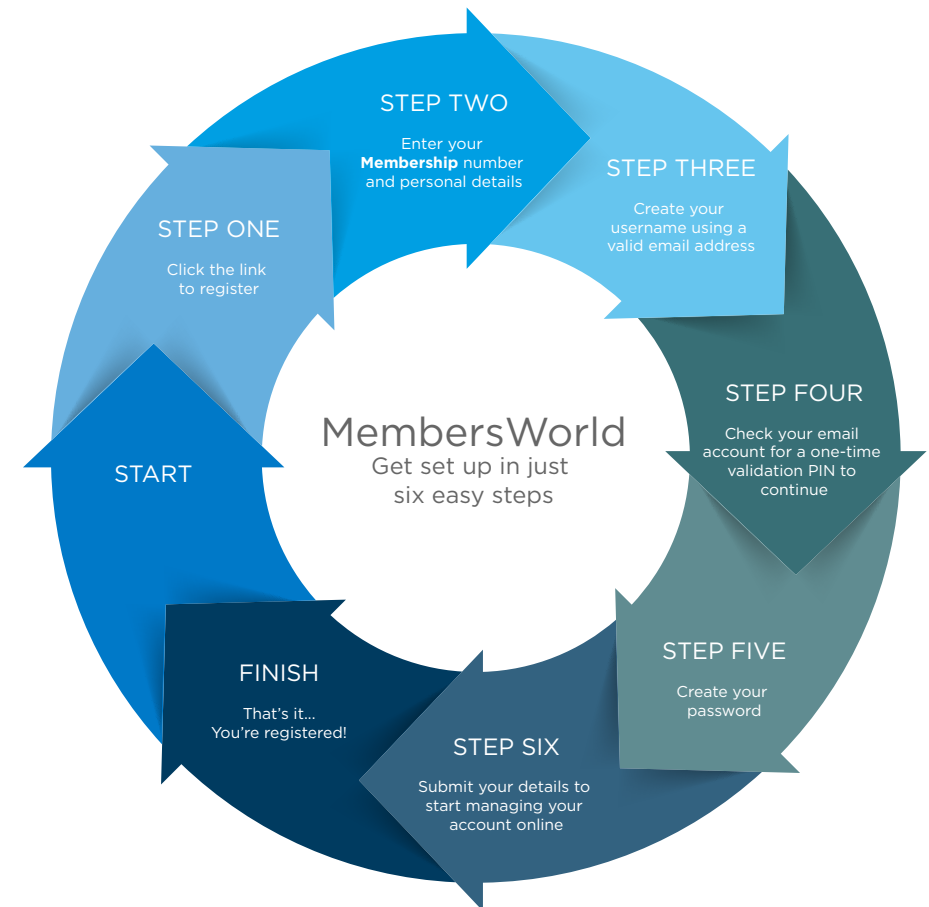 MembersWorld
Get set up in just
six easy steps
START
STEP ONE
Click the link
to register
STEP TWO
Enter your
Membership number
and personal details
STEP THREE
Create your
username using a
valid email address
STEP FOUR
Check your email
account for a one-time
validation PIN to
continue
STEP FIVE
Create your
password
STEP SIX
Submit your details to
start managing your
account online
FINISH
That’s it...
You’re registered!